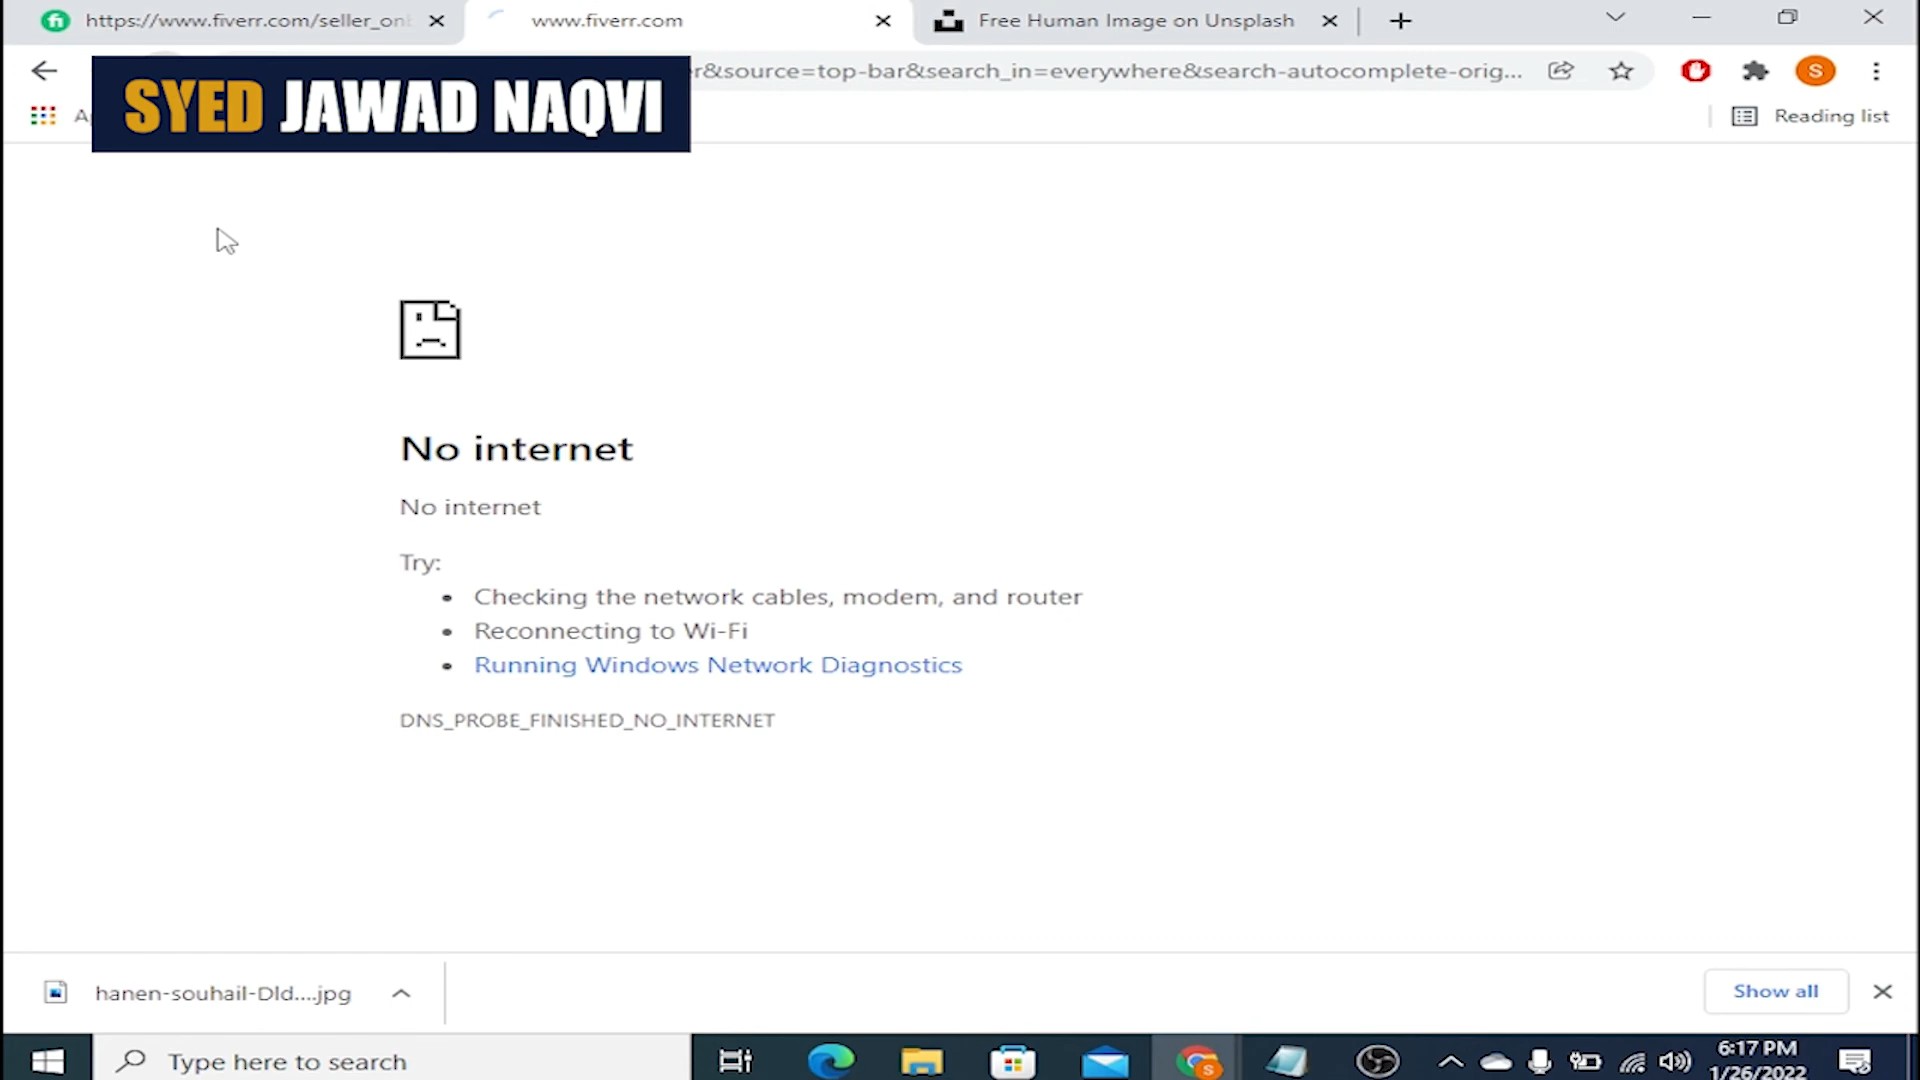 https://www.fiverr.com/seller_onb
www.fiverr.com
Free Human Image on Unsplash
r&source=top-bar&search_in=everywhere&search-autocomplete-orig...
SYED JAWAD NAQVI
Reading list
No internet
No internet
Try:
Checking the network cables, modem, and router
Reconnecting to Wi-Fi
Running Windows Network Diagnostics
DNS_PROBE_FINISHED_NO_INTERNET
hanen-souhail-Dld....jpg
Show all
Type here to search
6:17 PM
1/26/2022